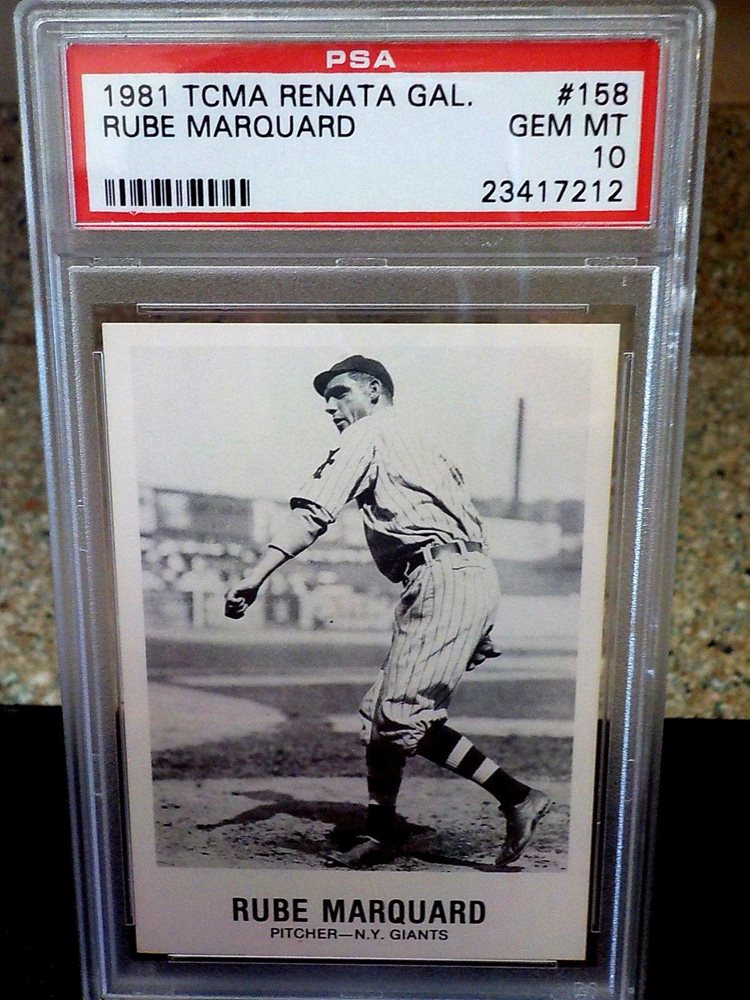 PSA
1981 TCMA RENATA GAL. #158
RUBE MARQUARD GEM MT
10
23417212
RUBE MARQUARD
PITCHER—N.Y. GIANTS